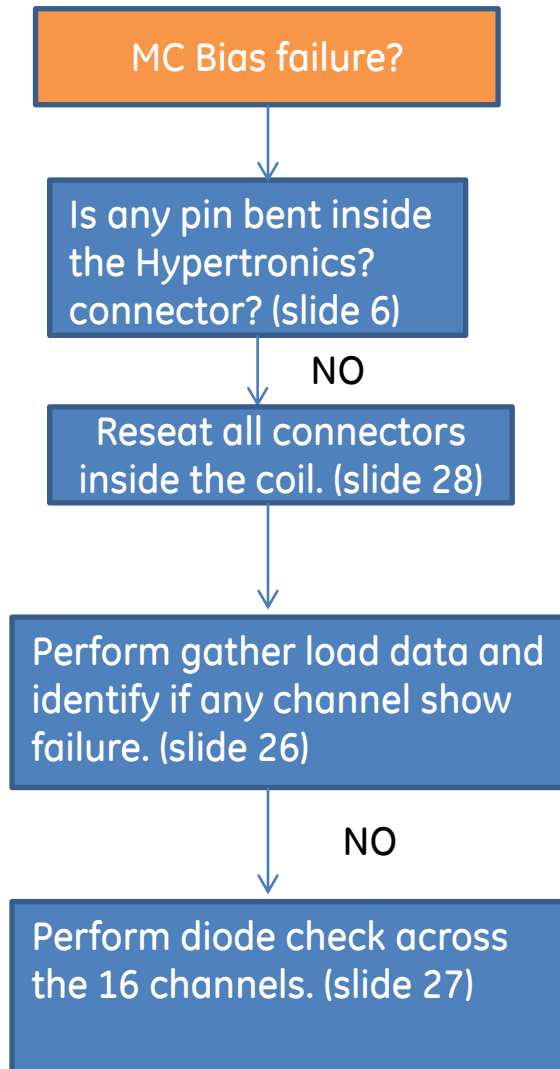 MC Bias failure?
Is any pin bent inside
the Hypertronics?
connector? (slide 6)
NO
Reseat all connectors
inside the coil. (slide 28)
Perform gather load data and
identify if any channel show
failure. (slide 26)
NO
Perform diode check across
the 16 channels. (slide 27)